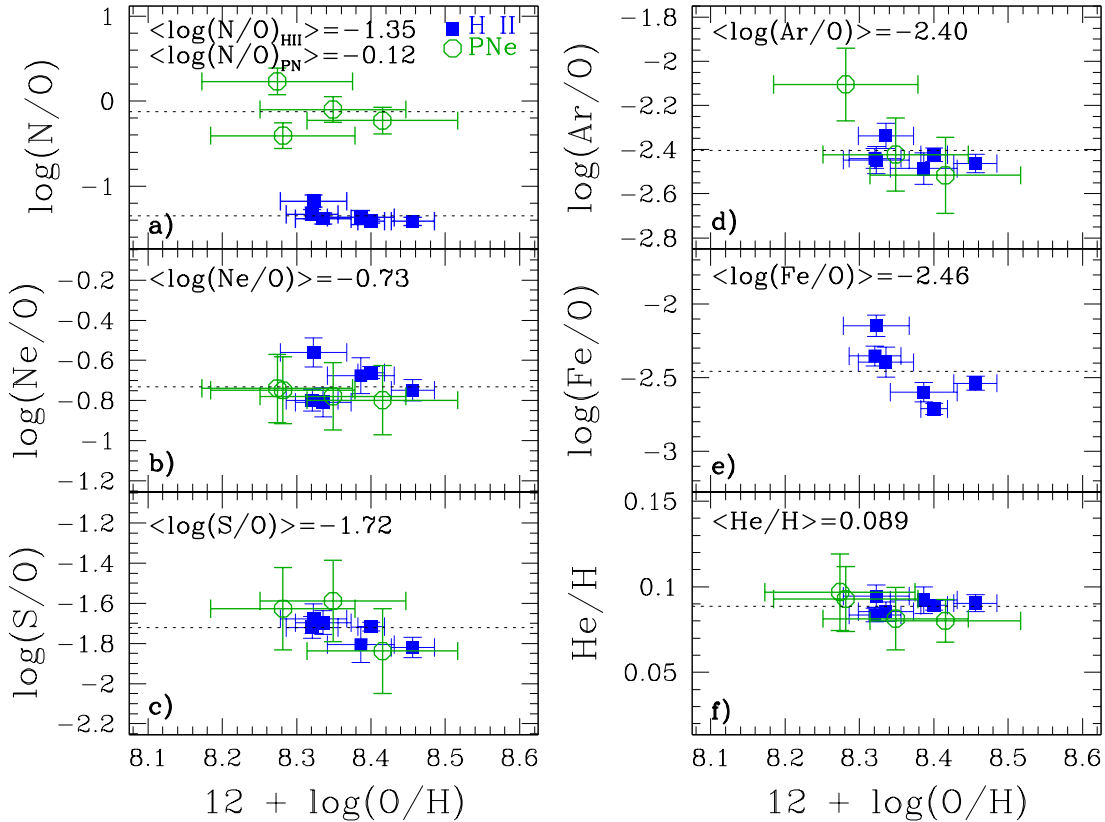 <log(N/O)HII>=−1.35
<log(N/O)PN>=−0.12
H II
PNe
1
0
−1
log(N/O)
a)
<log(Ne/O)>=−0.73
−0.2
−0.4
−0.6
−0.8
−1
−1.2
log(Ne/O)
b)
<log(S/O)>=−1.72
−1.2
−1.4
−1.6
−1.8
−2
−2.2
log(S/O)
c)
8.1 8.2 8.3 8.4 8.5 8.6
12 + log(O/H)
<log(Ar/O)>=−2.40
−1.8
−2
−2.2
−2.4
−2.6
−2.8
log(Ar/O)
d)
<log(Fe/O)>=−2.46
−2
−2.5
−3
log(Fe/O)
e)
<He/H>=0.089
0.15
0.1
0.05
He/H
f)
8.1 8.2 8.3 8.4 8.5 8.6
12 + log(O/H)